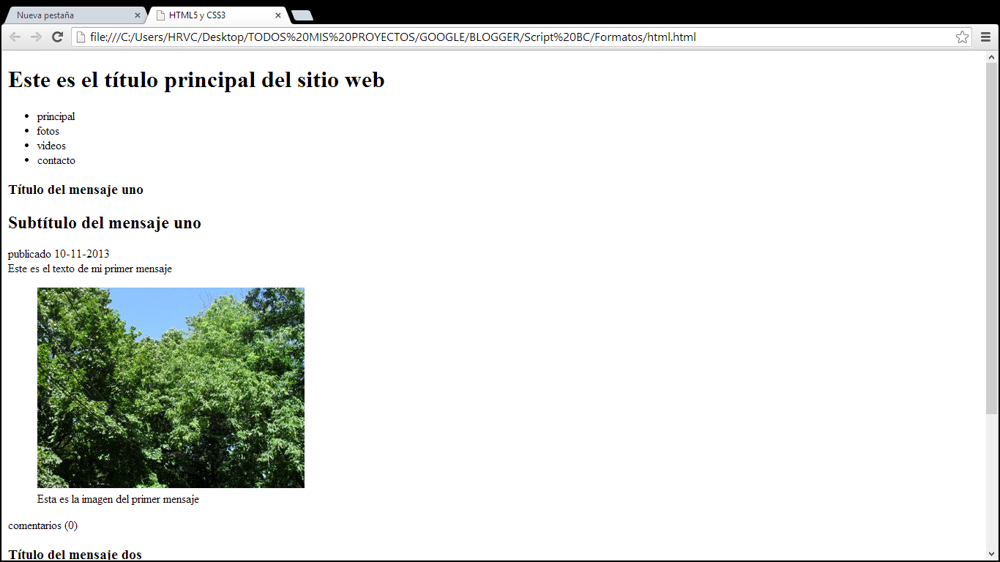 Nueva pestaña
HTML5 y CSS3
file:///C:/Users/HRVC/Desktop/TODOS%20MIS%20PROYECTOS/GOOGLE/BLOGGER/Script%20BC/Formatos/html.html
Este es el título principal del sitio web
principal
fotos
videos
contacto
Título del mensaje uno
Subtítulo del mensaje uno
publicado 10-11-2013
Este es el texto de mi primer mensaje
Esta es la imagen del primer mensaje
comentarios (0)
Título del mensaje dos